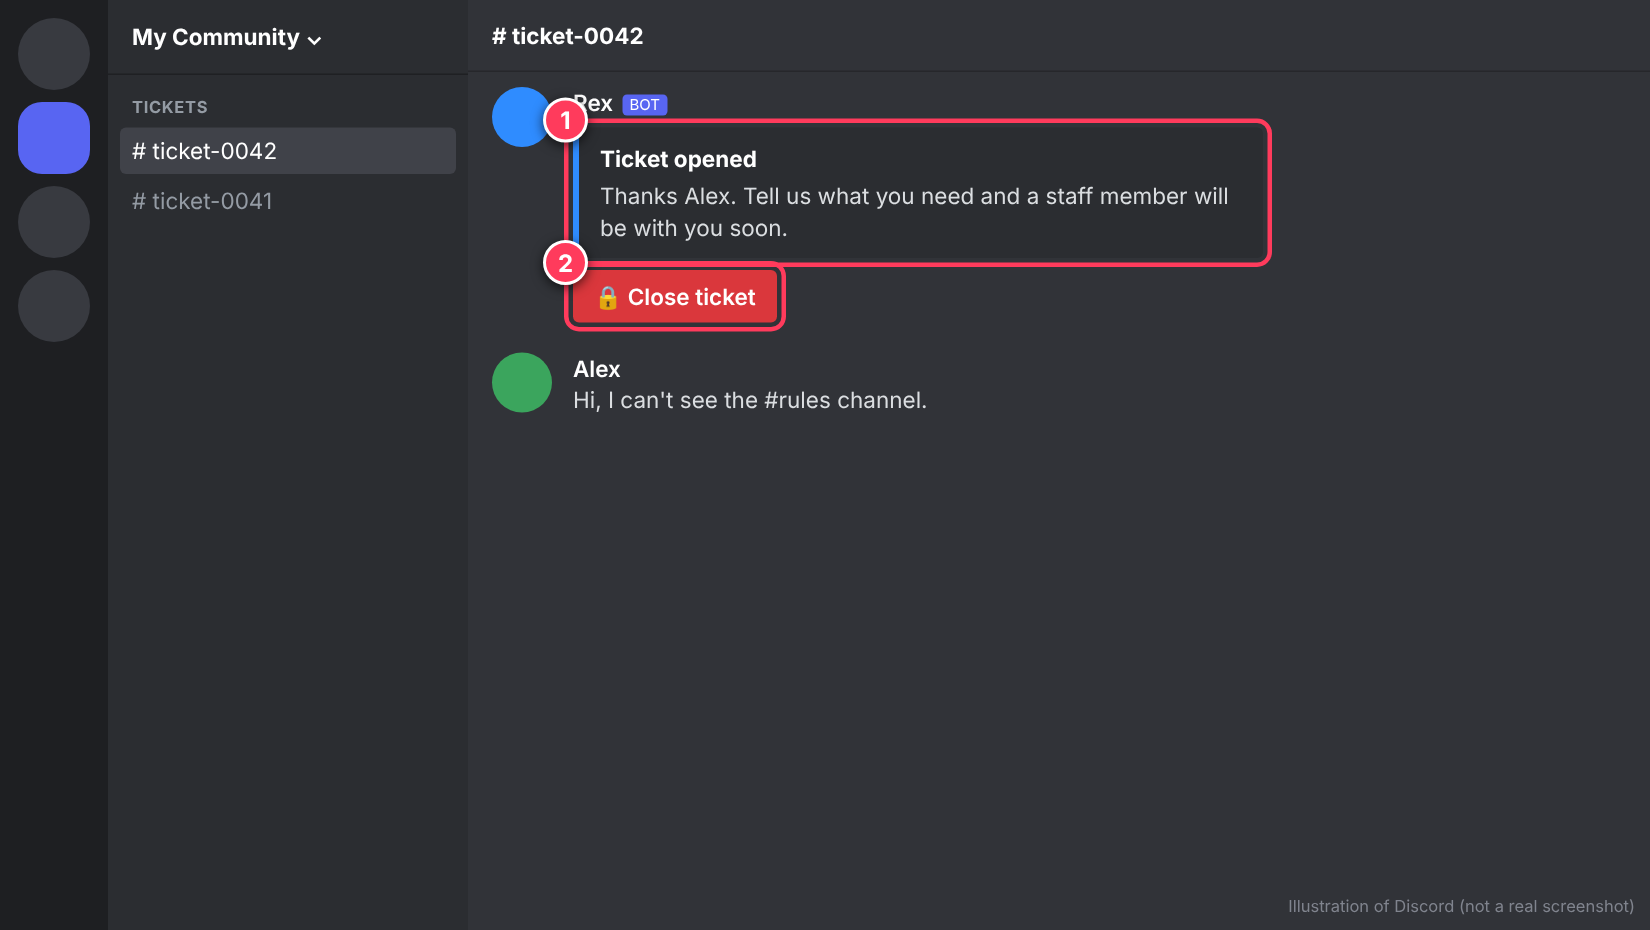 My Community
TICKETS
# ticket-0042
# ticket-0041
# ticket-0042
Rex BOT
1
Ticket opened
Thanks Alex. Tell us what you need and a staff member will
be with you soon.
2
🔒 Close ticket
Alex
Hi, I can't see the #rules channel.
Illustration of Discord (not a real screenshot)